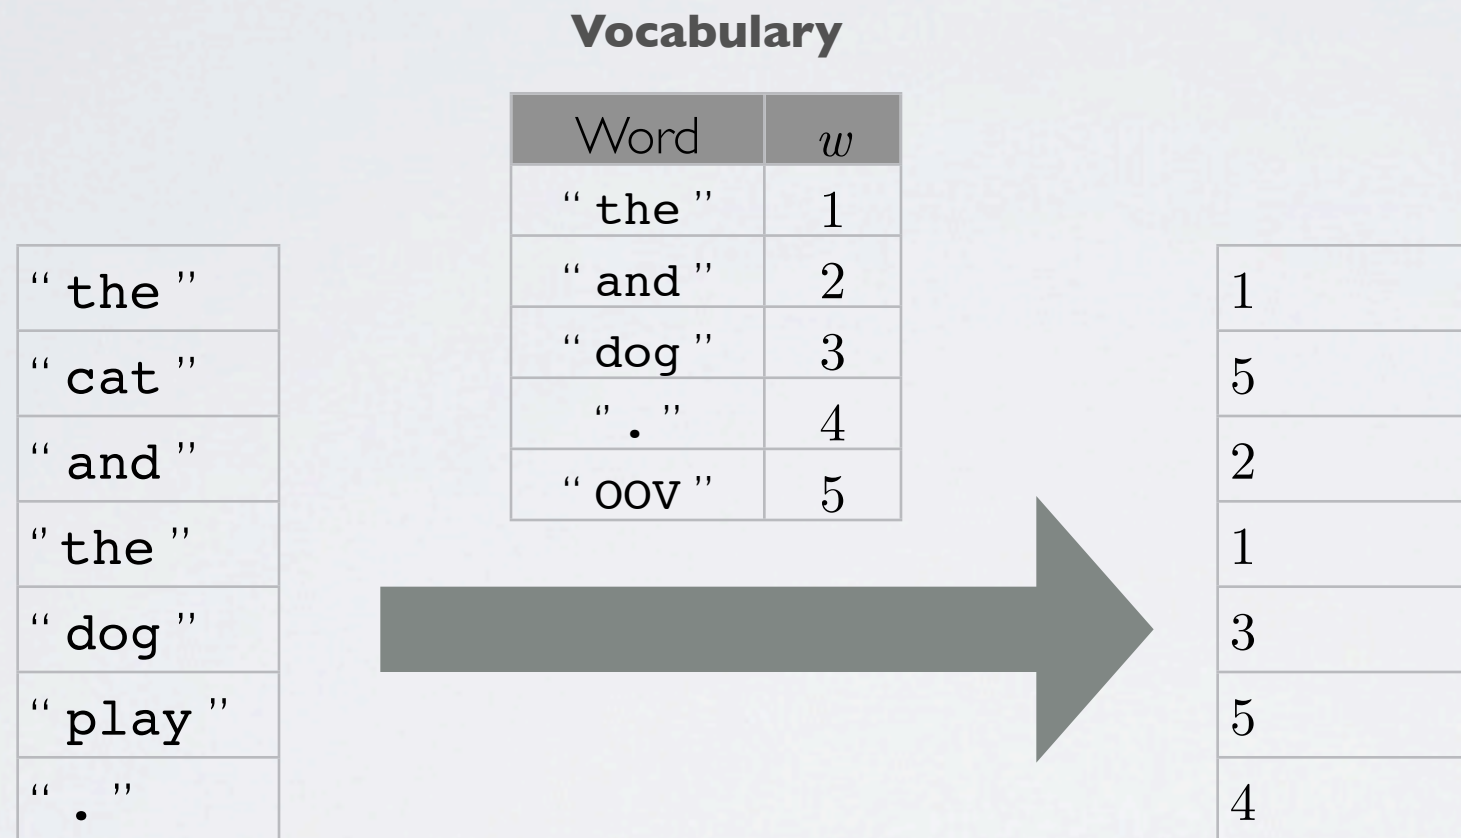 Vocabulary
Word w
“ the ” 1
“ and ” 2
“ dog ” 3
“ . ” 4
“ OOV ” 5
“ the ”
“ cat ”
“ and ”
“ the ”
“ dog ”
“ play ”
“ . ”
1
5
2
1
3
5
4